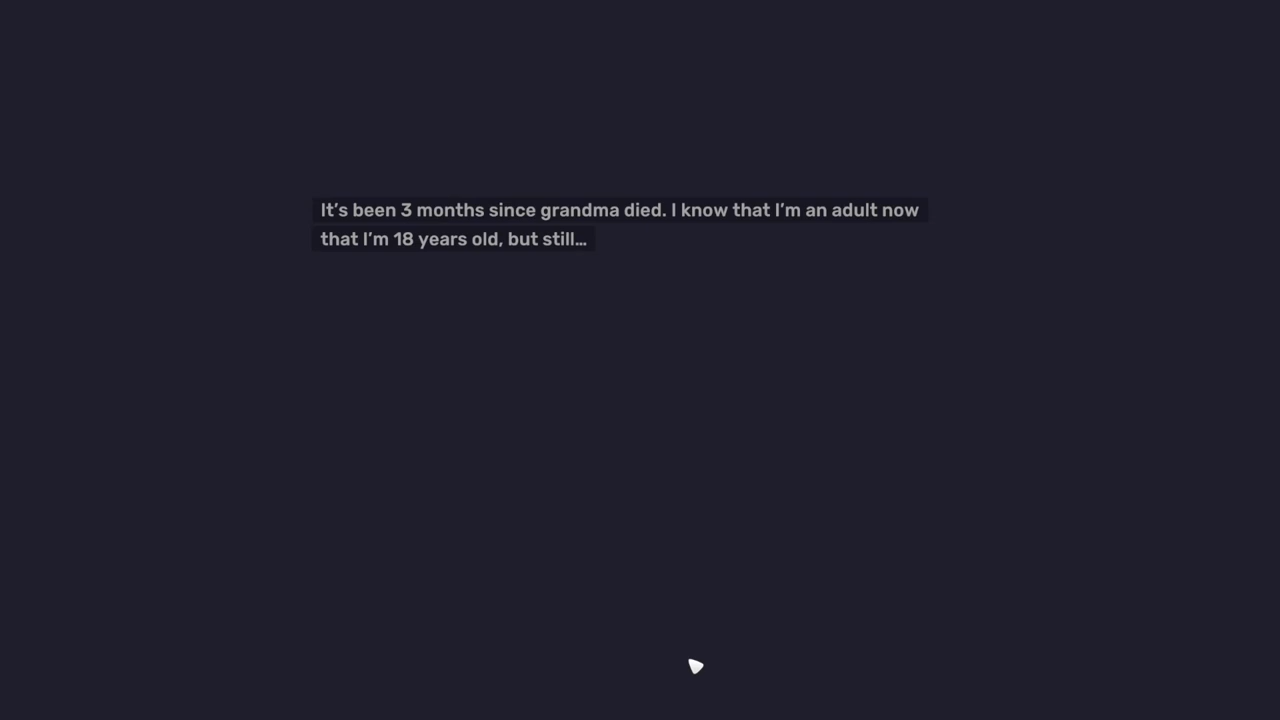 It’s been 3 months since grandma died. I know that I’m an adult now
that I’m 18 years old, but still…